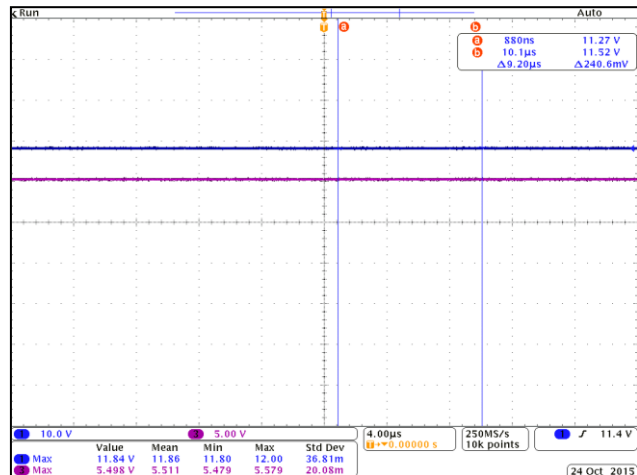 Run Auto
T a b
a 880ns 11.27 V
b 10.1µs 11.52 V
Δ9.20µs Δ240.6mV
1 10.0 V 5.00 V 4.00µs 250MS/s 1 11.4 V
T→▼0.00000 s 10k points
Value Mean Min Max Std Dev
1 Max 11.84 V 11.86 11.80 12.00 36.81m
Max 5.498 V 5.511 5.479 5.579 20.08m
24 Oct 2015